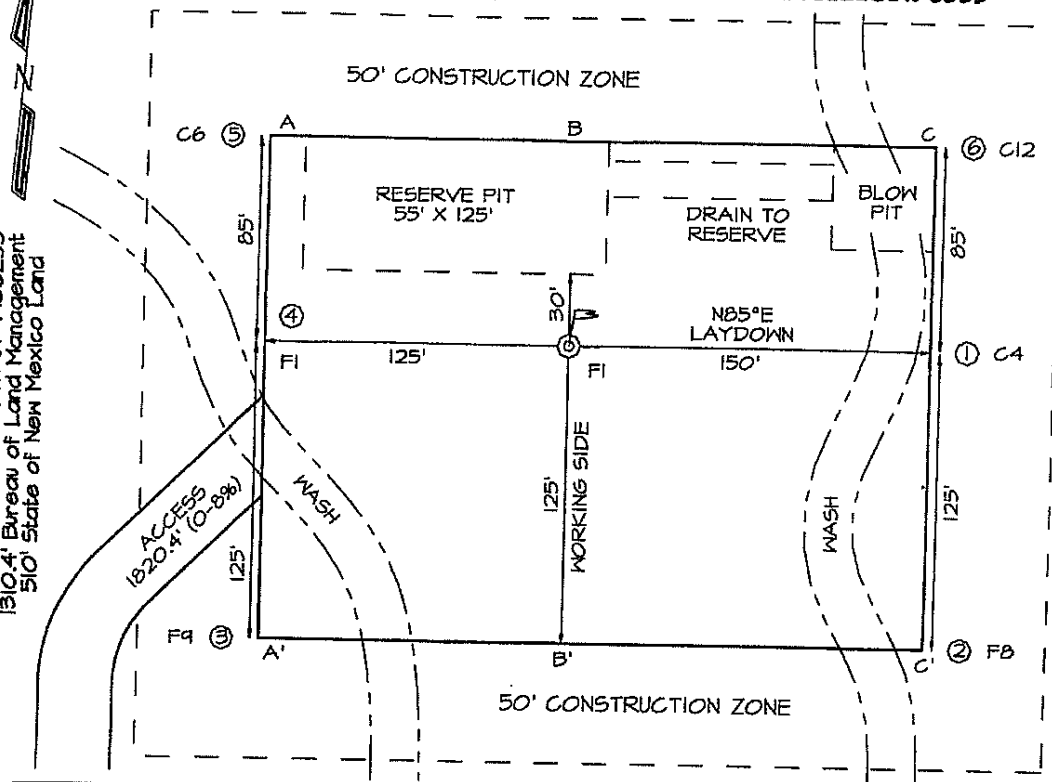 50' CONSTRUCTION ZONE
C6 ⑤ A
B
C ⑥ C12
RESERVE PIT
55' X 125'
DRAIN TO
RESERVE
BLOW
PIT
85'
85'
30'
N
1310.4' Bureau of Land Management
510' State of New Mexico Land
④
N85°E
LAYDOWN
F1
125'
F1
150'
① C4
ACCESS
1820.4' (0-8%)
WASH
125'
125'
WORKING SIDE
WASH
125'
F9 ③
A'
B'
C'
② F8
50' CONSTRUCTION ZONE